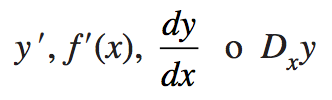 y′, f′(x), dy/dx o Dₓy